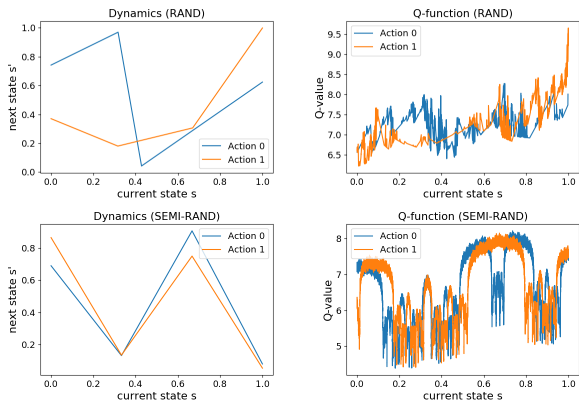 Dynamics (RAND)
next state s'
1.0
0.8
0.6
0.4
0.2
0.0
Action 0
Action 1
0.0 0.2 0.4 0.6 0.8 1.0
current state s
Q-function (RAND)
Q-value
9.5
9.0
8.5
8.0
7.5
7.0
6.5
Action 0
Action 1
0.0 0.2 0.4 0.6 0.8 1.0
current state s
Dynamics (SEMI-RAND)
next state s'
0.8
0.6
0.4
0.2
Action 0
Action 1
0.0 0.2 0.4 0.6 0.8 1.0
current state s
Q-function (SEMI-RAND)
Q-value
8
7
6
5
Action 0
Action 1
0.0 0.2 0.4 0.6 0.8 1.0
current state s